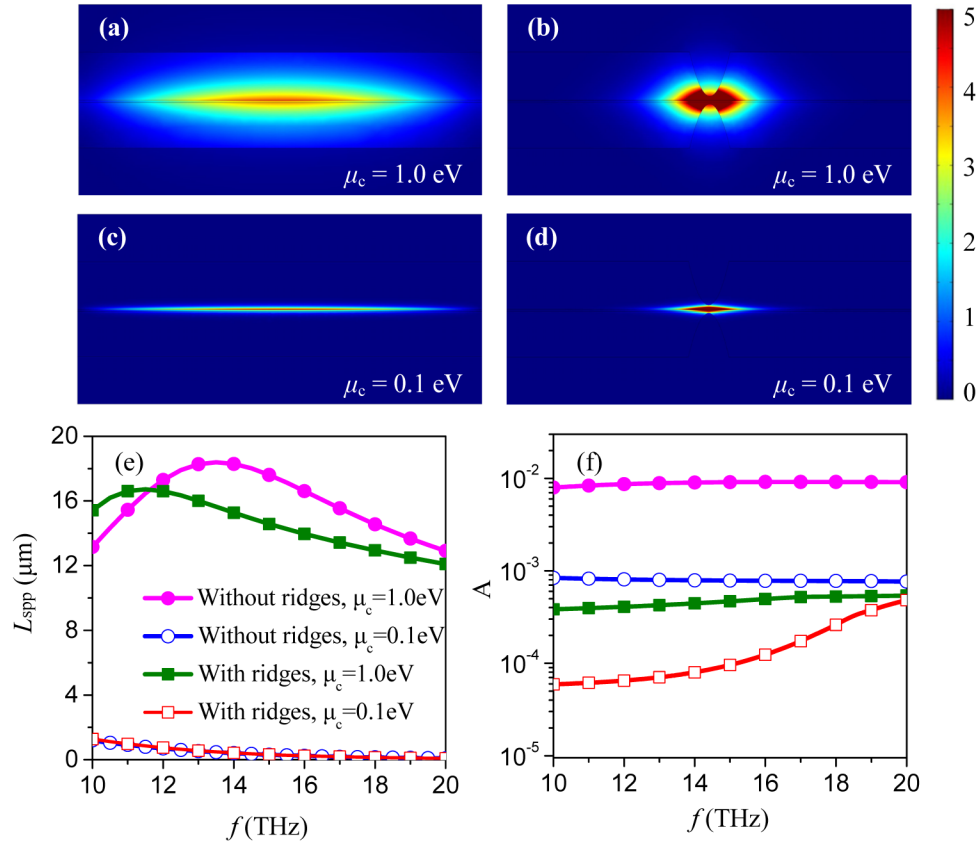 (a)
μc = 1.0 eV
(b)
μc = 1.0 eV
(c)
μc = 0.1 eV
(d)
μc = 0.1 eV
5
4
3
2
1
0
(e)
20
16
12
8
4
0
Lspp (μm)
Without ridges, μc=1.0eV
Without ridges, μc=0.1eV
With ridges, μc=1.0eV
With ridges, μc=0.1eV
10 12 14 16 18 20
f (THz)
(f)
10-2
10-3
10-4
10-5
A
10 12 14 16 18 20
f (THz)